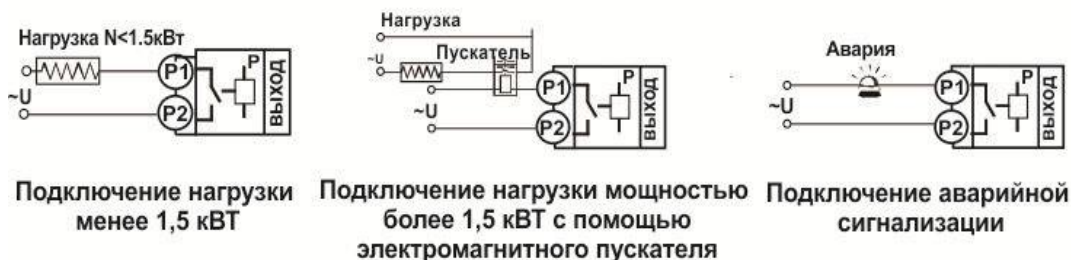 Нагрузка N<1.5кВт
~U
P1
P2
P
ВЫХОД
Подключение нагрузки
менее 1,5 кВТ
Нагрузка
Пускатель
~U
~U
P1
P2
P
ВЫХОД
Подключение нагрузки мощностью
более 1,5 кВТ с помощью
электромагнитного пускателя
Авария
~U
P1
P2
P
ВЫХОД
Подключение аварийной
сигнализации